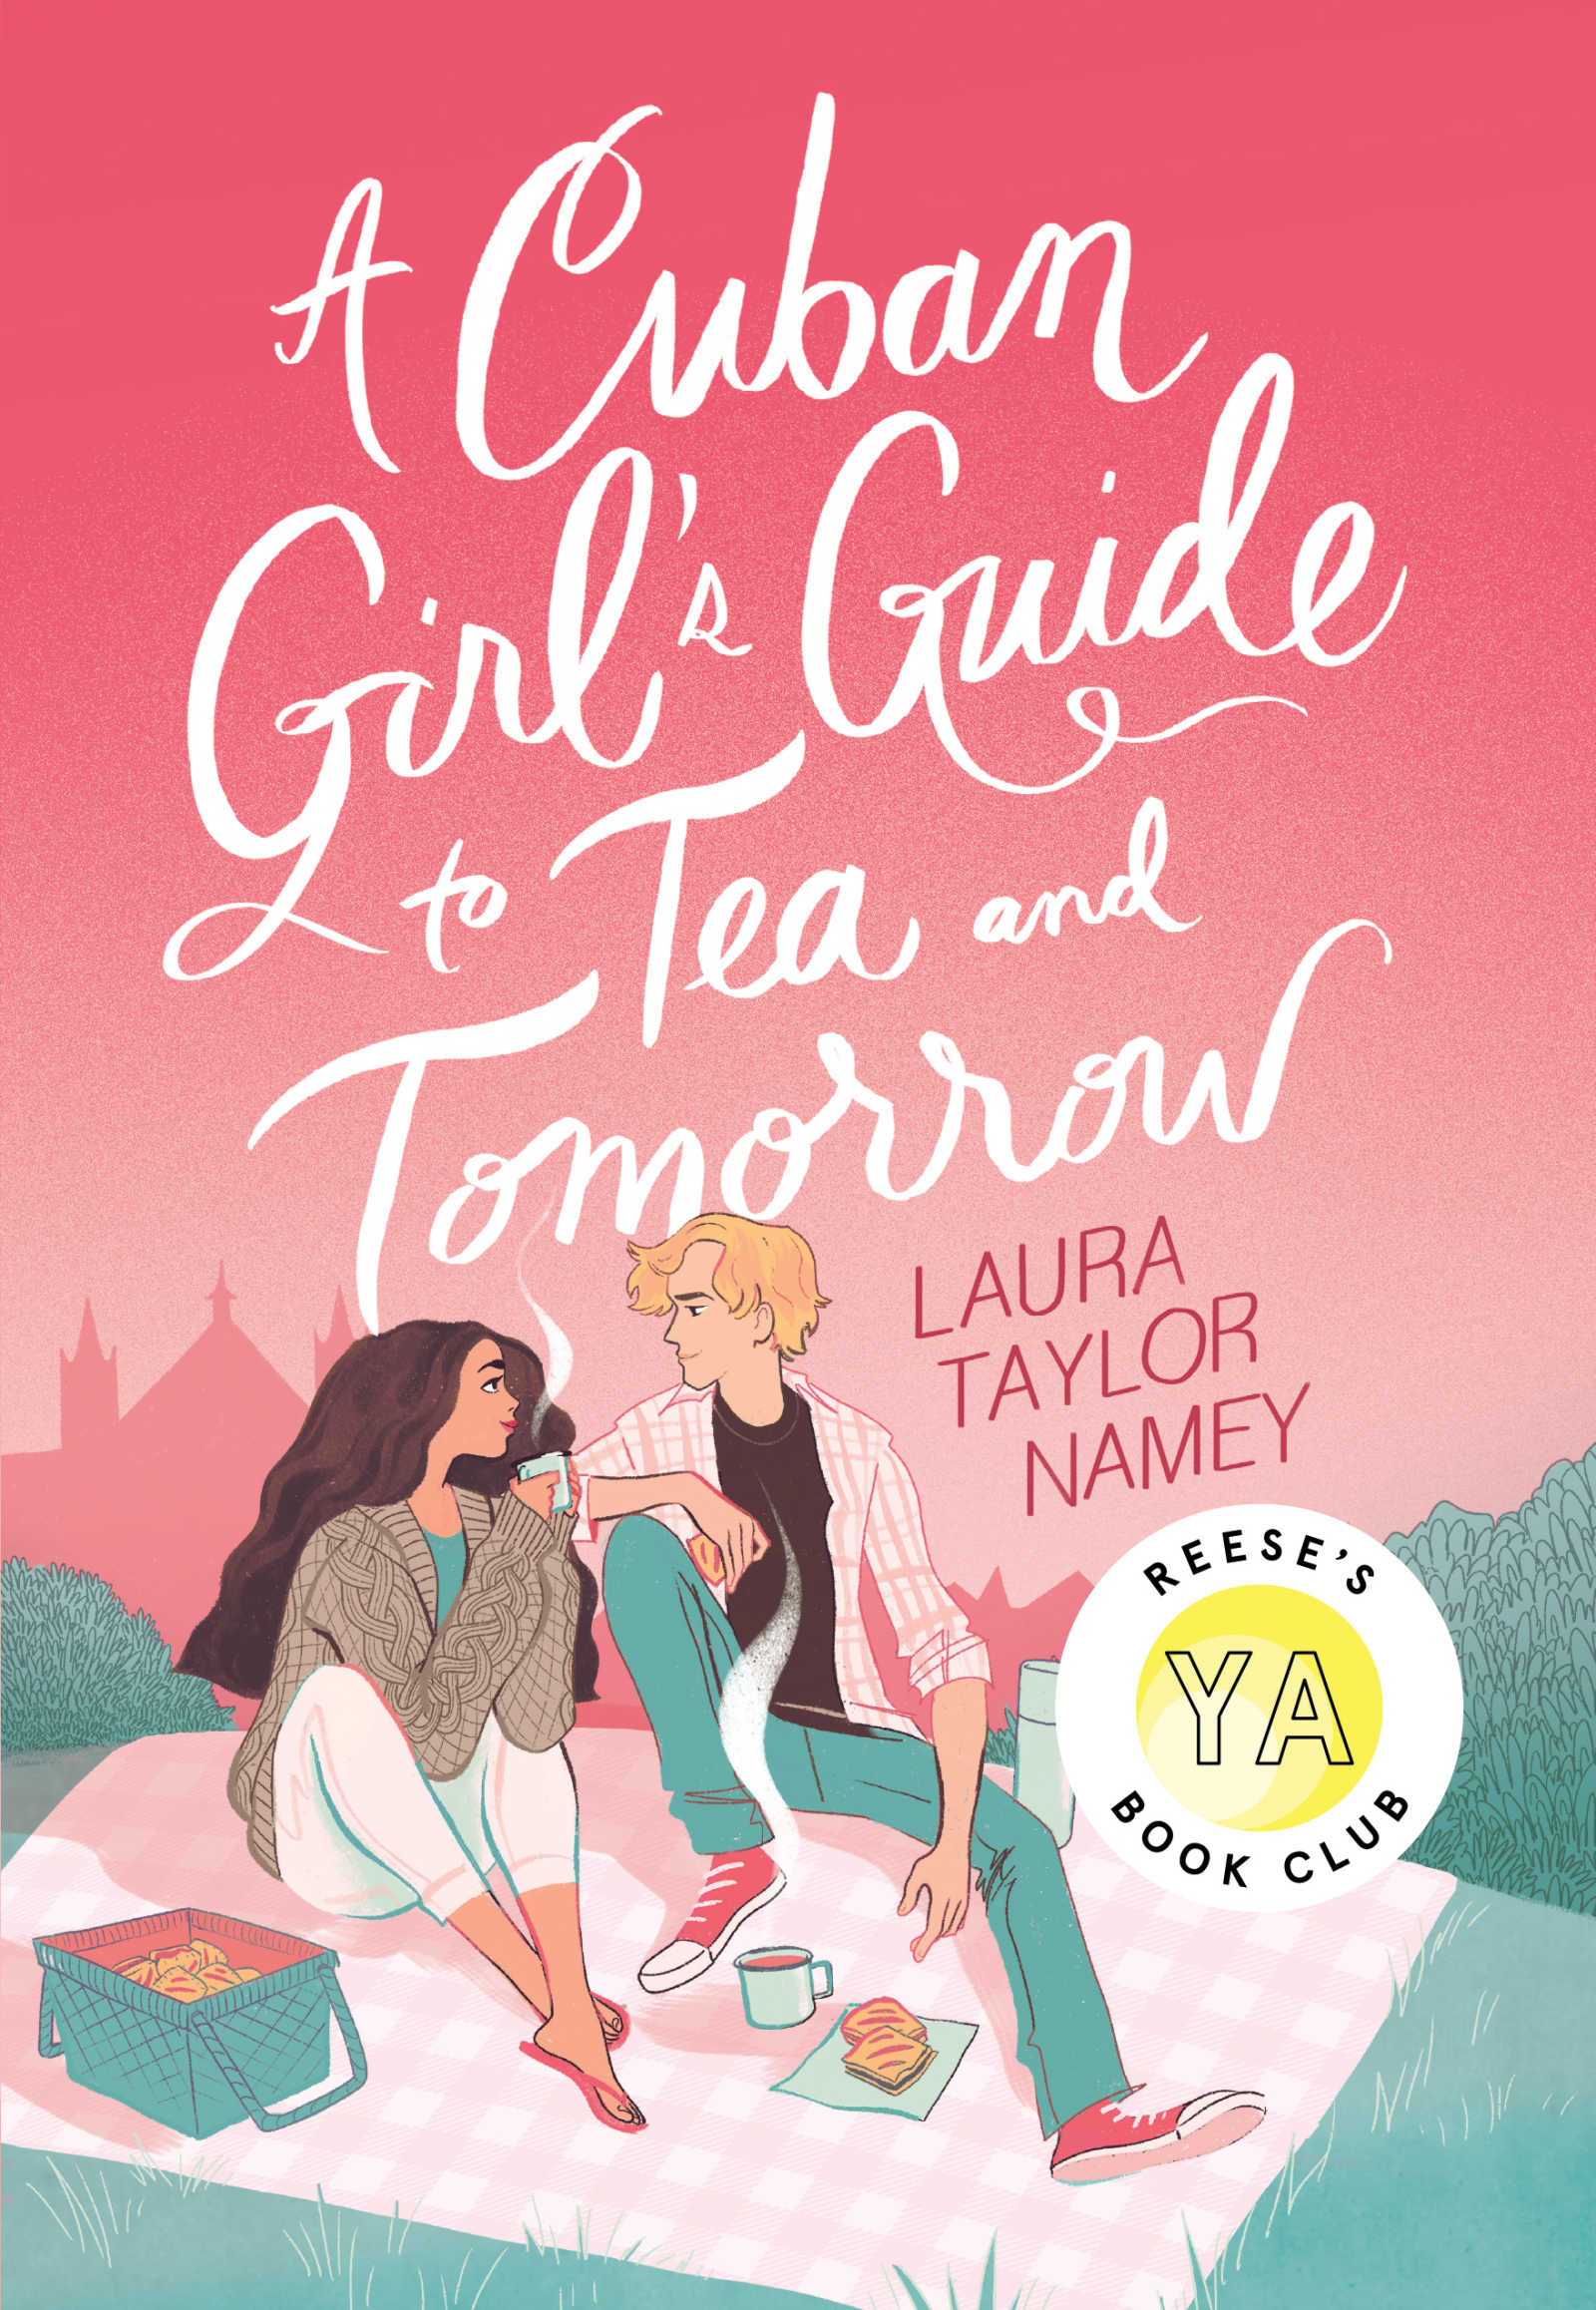 A Cuban
Girl's Guide
to Tea and
Tomorrow
LAURA
TAYLOR
NAMEY
REESE'S
YA
BOOK CLUB